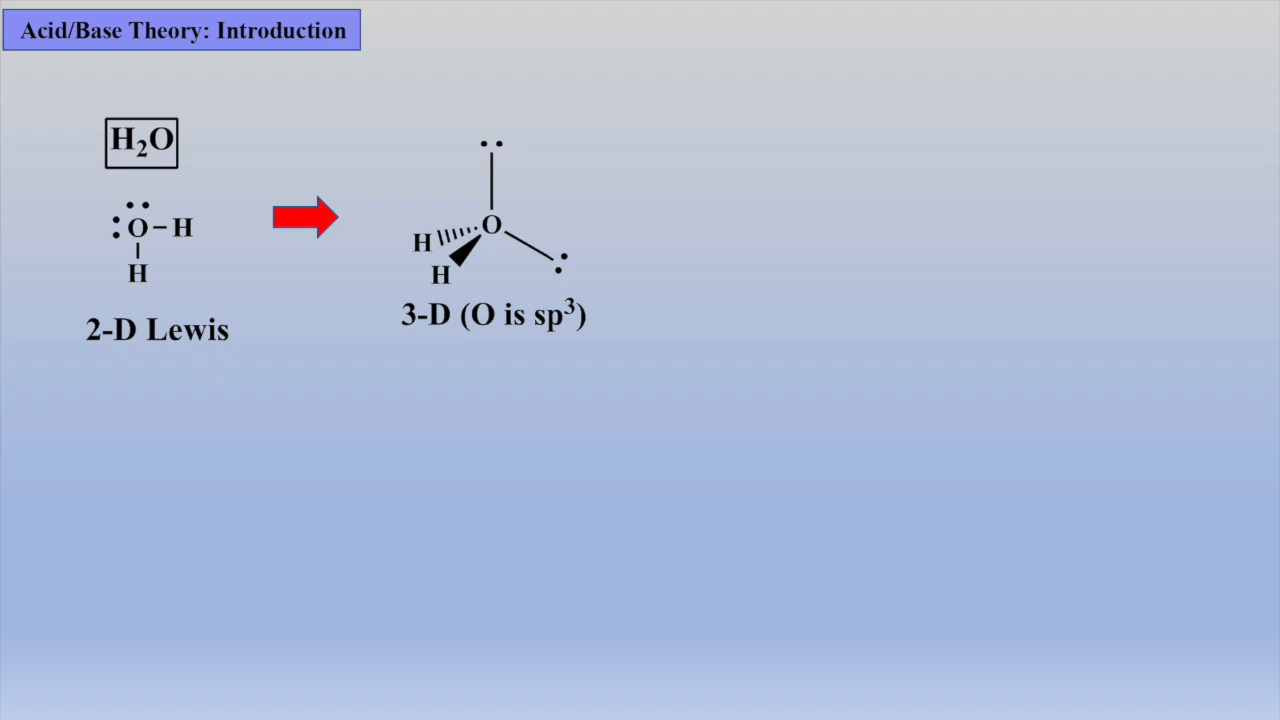 Acid/Base Theory: Introduction
H₂O
O – H
H
2-D Lewis
O
H
H
3-D (O is sp³)